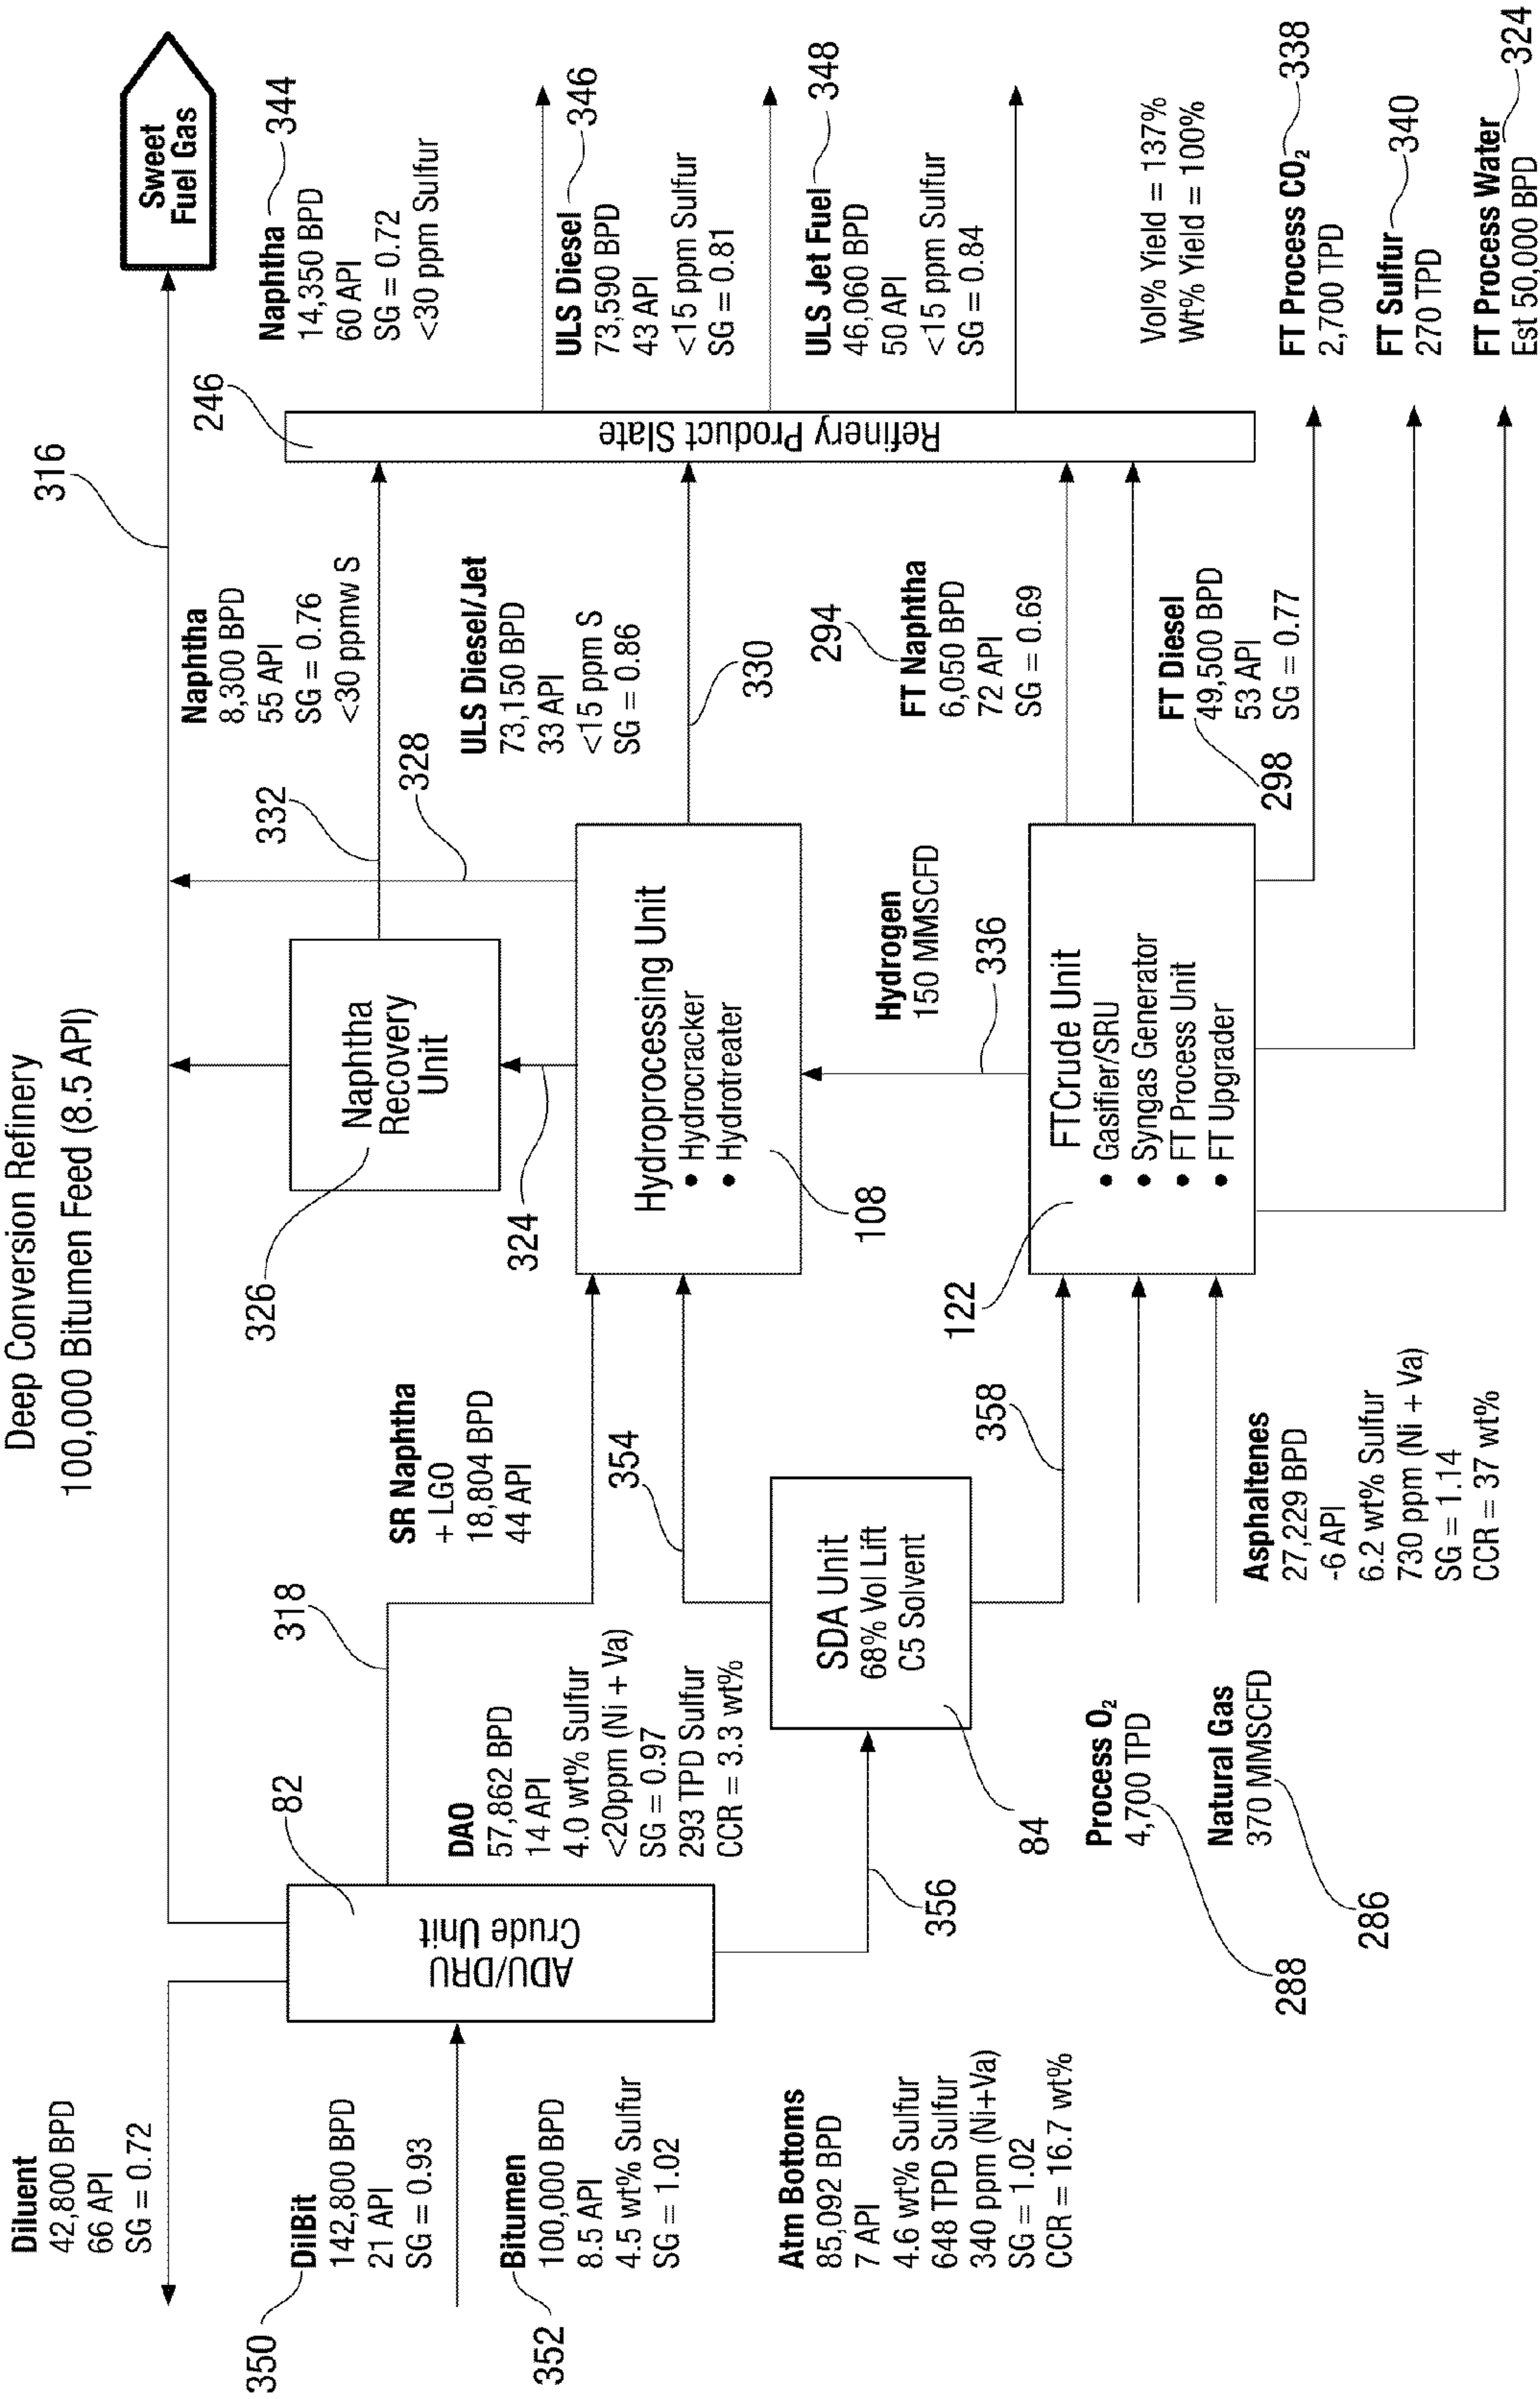 Deep Conversion Refinery
100,000 Bitumen Feed (8.5 API)
Diluent
42,800 BPD
66 API
SG = 0.72
350
DilBit
142,800 BPD
21 API
SG = 0.93
352
Bitumen
100,000 BPD
8.5 API
4.5 wt% Sulfur
SG = 1.02
Atm Bottoms
85,092 BPD
7 API
4.6 wt% Sulfur
648 TPD Sulfur
340 ppm (Ni+Va)
SG = 1.02
CCR = 16.7 wt%
82
ADU/DRU
Crude Unit
318
SR Naphtha
+ LGO
18,804 BPD
44 API
DAO
57,862 BPD
14 API
4.0 wt% Sulfur
<20ppm (Ni + Va)
SG = 0.97
293 TPD Sulfur
CCR = 3.3 wt%
354
356
SDA Unit
68% Vol Lift
C5 Solvent
84
358
Process O2
4,700 TPD
288
Natural Gas
370 MMSCFD
286
Asphaltenes
27,229 BPD
-6 API
6.2 wt% Sulfur
730 ppm (Ni + Va)
SG = 1.14
CCR = 37 wt%
316
Sweet
Fuel Gas
326
Naphtha
Recovery
Unit
332
324
328
Naphtha
8,300 BPD
55 API
SG = 0.76
<30 ppmw S
Hydroprocessing Unit
• Hydrocracker
• Hydrotreater
108
ULS Diesel/Jet
73,150 BPD
33 API
<15 ppm S
SG = 0.86
330
Hydrogen
150 MMSCFD
336
122
FTCrude Unit
• Gasifier/SRU
• Syngas Generator
• FT Process Unit
• FT Upgrader
294
FT Naphtha
6,050 BPD
72 API
SG = 0.69
FT Diesel
49,500 BPD
53 API
SG = 0.77
298
246
Refinery Product Slate
Naphtha
344
14,350 BPD
60 API
SG = 0.72
<30 ppm Sulfur
ULS Diesel
346
73,590 BPD
43 API
<15 ppm Sulfur
SG = 0.81
ULS Jet Fuel
348
46,060 BPD
50 API
<15 ppm Sulfur
SG = 0.84
Vol% Yield = 137%
Wt% Yield = 100%
FT Process CO2
338
2,700 TPD
FT Sulfur
340
270 TPD
FT Process Water
324
Est 50,000 BPD